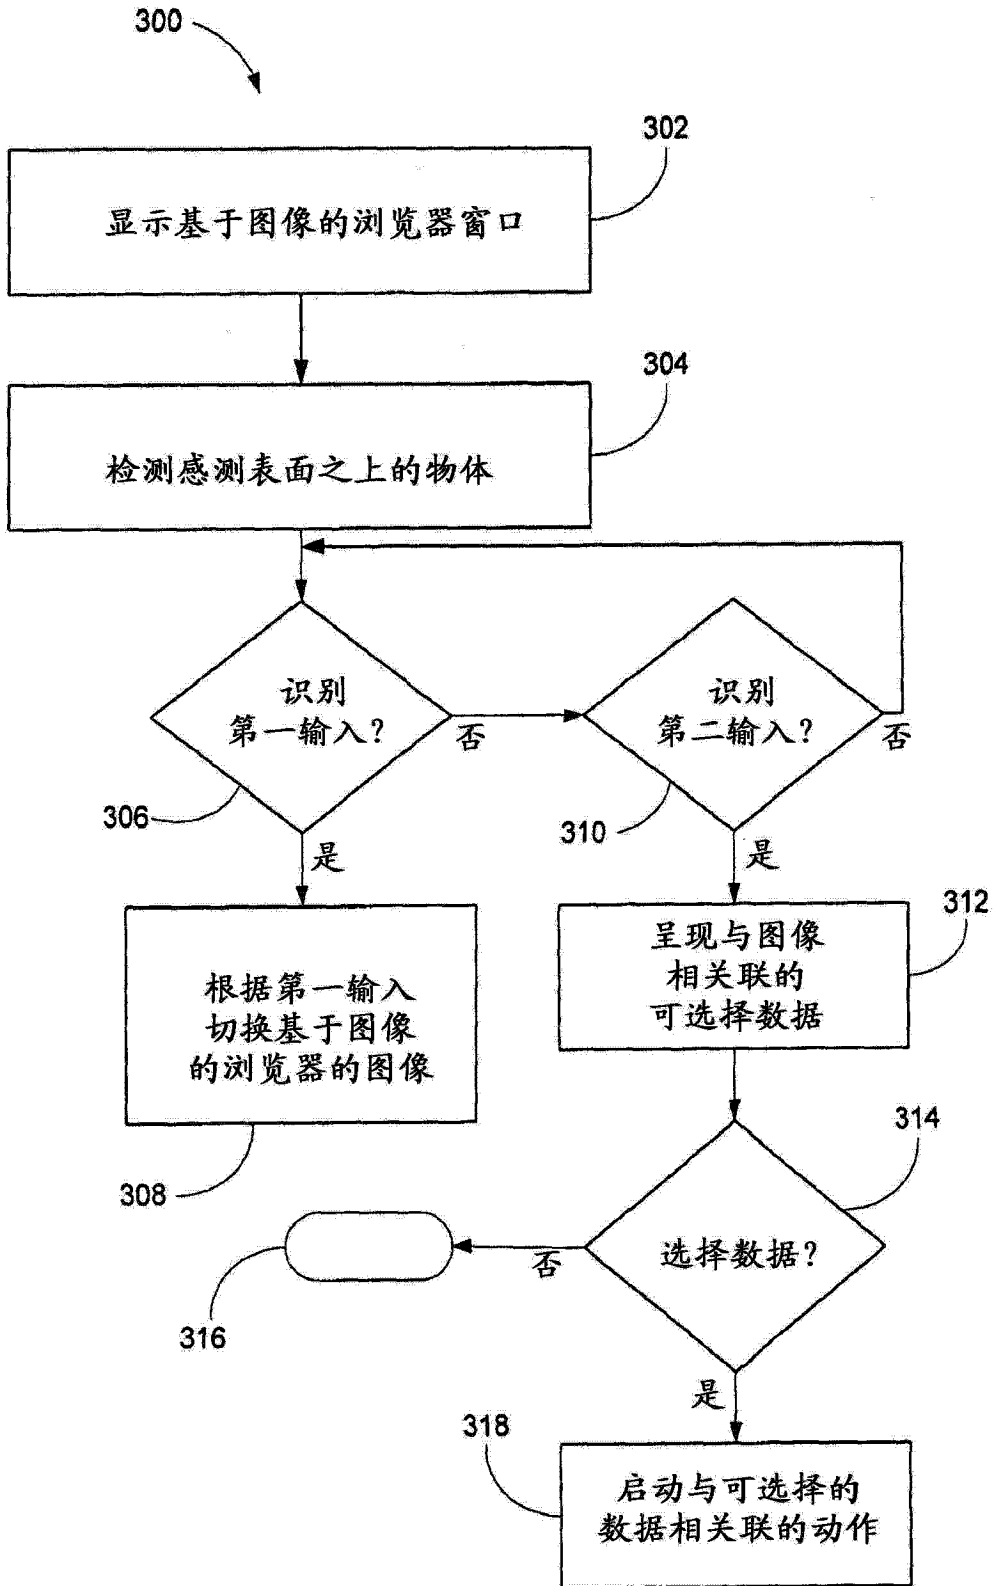 300
302
显示基于图像的浏览器窗口
304
检测感测表面之上的物体
识别
第一输入？
否
识别
第二输入？
否
306
是
310
是
312
呈现与图像
相关联的
可选择数据
根据第一输入
切换基于图像
的浏览器的图像
308
314
选择数据？
否
316
是
318
启动与可选择的
数据相关联的动作